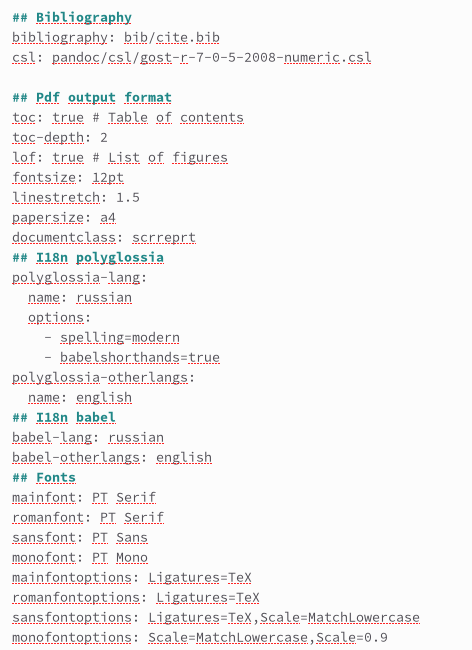 ## Bibliography
bibliography: bib/cite.bib
csl: pandoc/csl/gost-r-7-0-5-2008-numeric.csl

## Pdf output format
toc: true # Table of contents
toc-depth: 2
lof: true # List of figures
fontsize: 12pt
linestretch: 1.5
papersize: a4
documentclass: scrreprt
## I18n polyglossia
polyglossia-lang:
  name: russian
  options:
    - spelling=modern
    - babelshorthands=true
polyglossia-otherlangs:
  name: english
## I18n babel
babel-lang: russian
babel-otherlangs: english
## Fonts
mainfont: PT Serif
romanfont: PT Serif
sansfont: PT Sans
monofont: PT Mono
mainfontoptions: Ligatures=TeX
romanfontoptions: Ligatures=TeX
sansfontoptions: Ligatures=TeX,Scale=MatchLowercase
monofontoptions: Scale=MatchLowercase,Scale=0.9